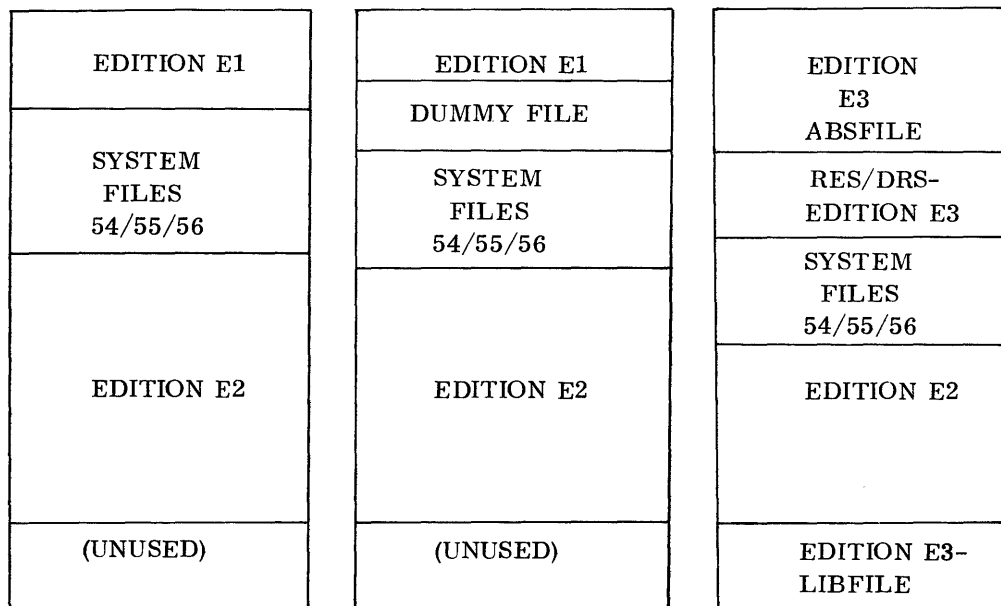 EDITION E1
SYSTEM
FILES
54/55/56
EDITION E2
(UNUSED)
EDITION E1
DUMMY FILE
SYSTEM
FILES
54/55/56
EDITION E2
(UNUSED)
EDITION
E3
ABSFILE
RES/DRS-
EDITION E3
SYSTEM
FILES
54/55/56
EDITION E2
EDITION E3-
LIBFILE